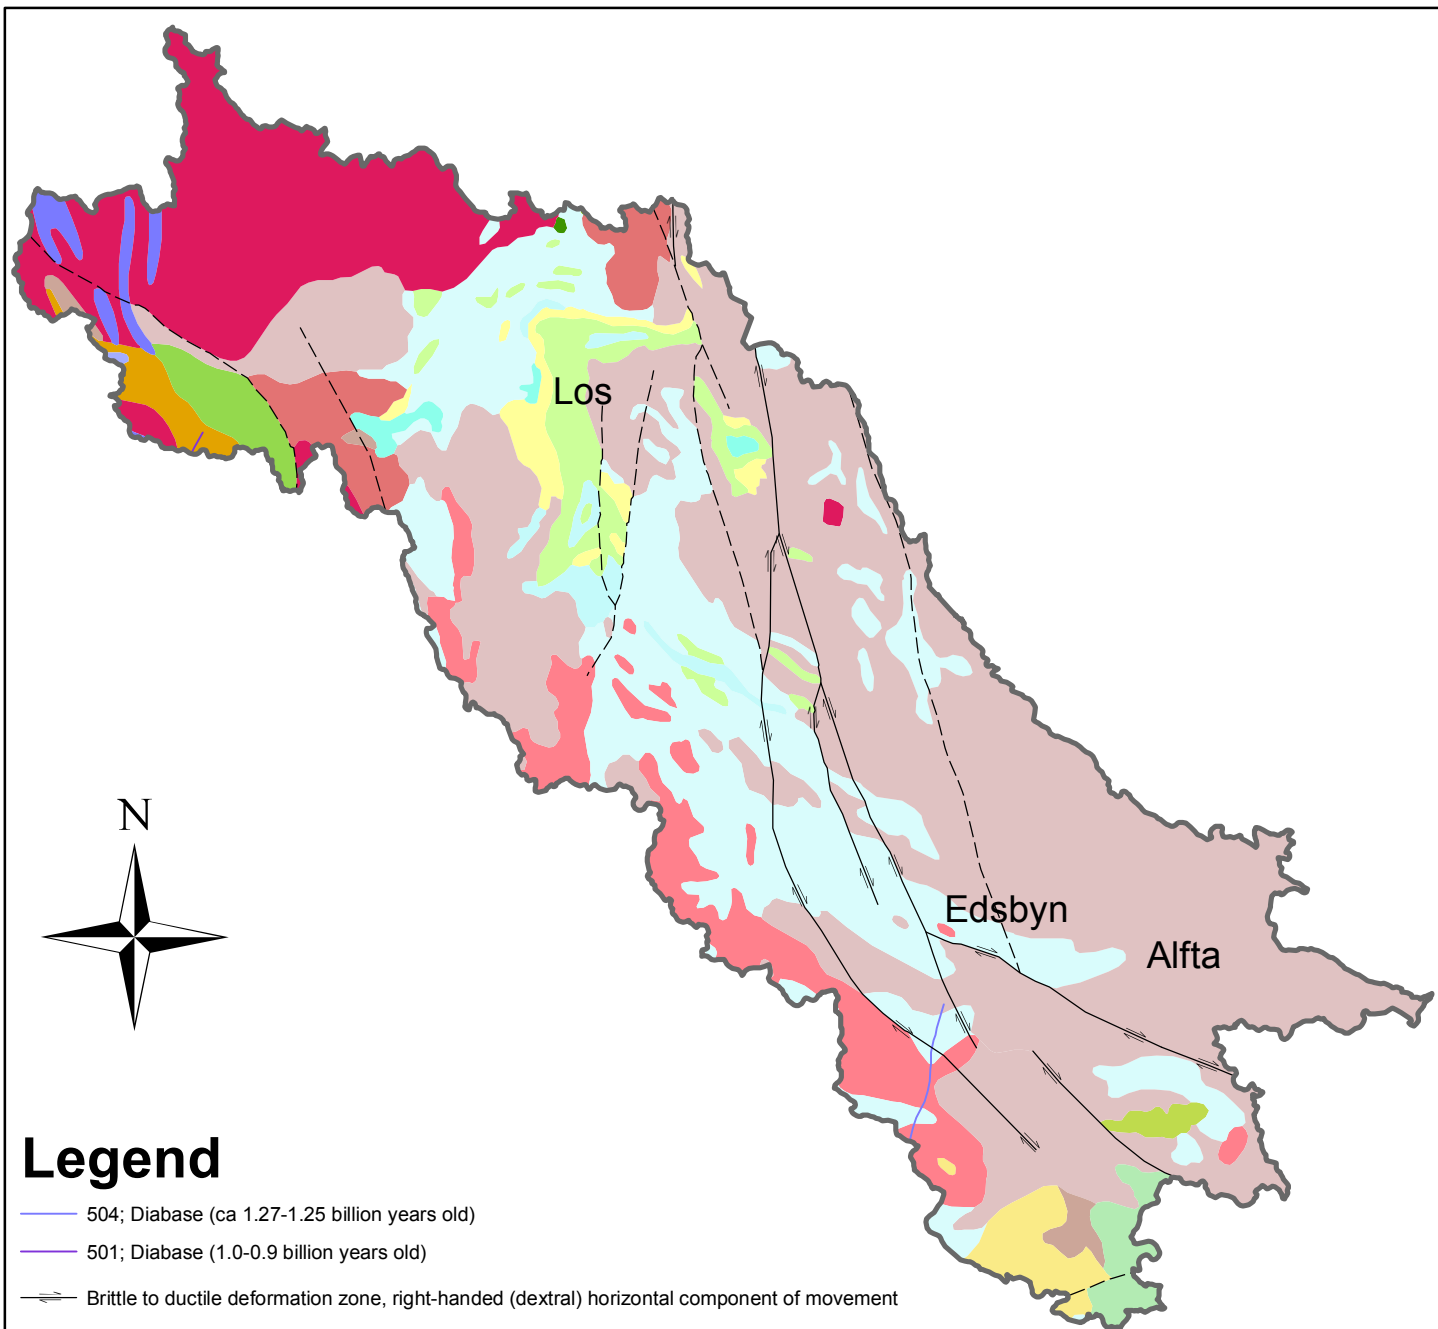 Los
N
Edsbyn
Alfta
Legend
504; Diabase (ca 1.27-1.25 billion years old)
501; Diabase (1.0-0.9 billion years old)
Brittle to ductile deformation zone, right-handed (dextral) horizontal component of movement